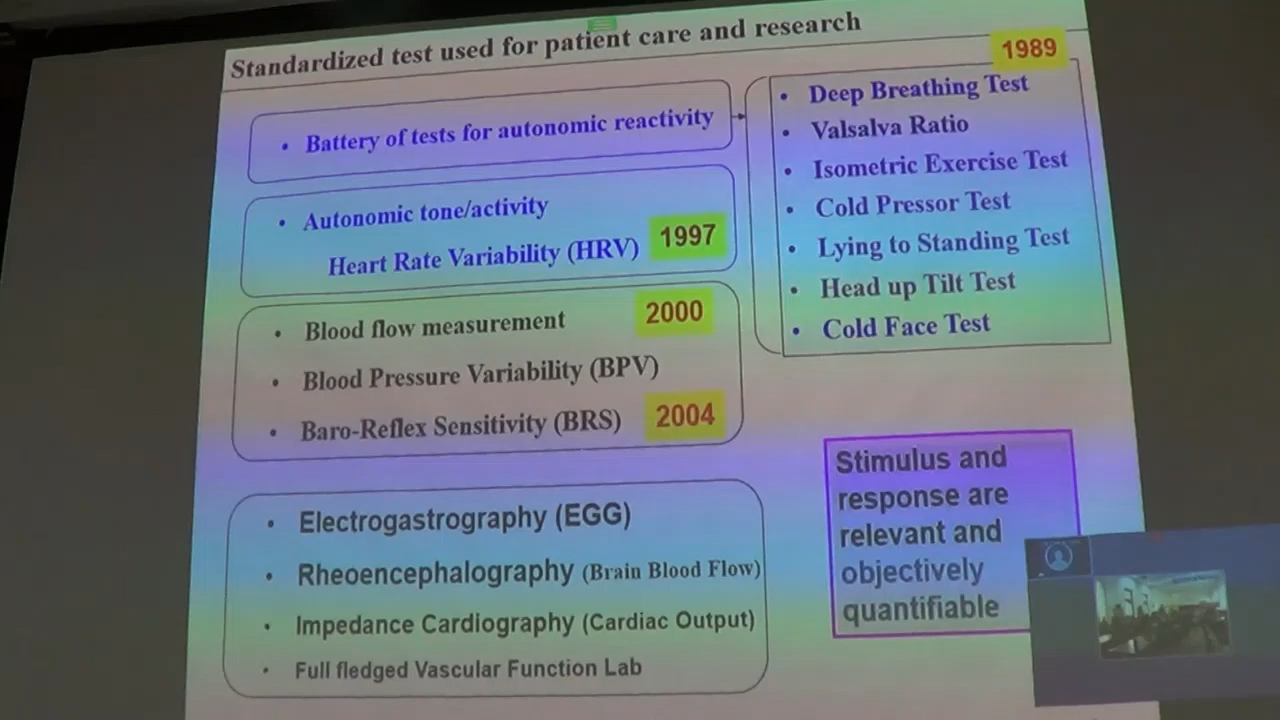 Standardized test used for patient care and research
• Battery of tests for autonomic reactivity
• Autonomic tone/activity
Heart Rate Variability (HRV) 1997
• Blood flow measurement 2000
• Blood Pressure Variability (BPV)
• Baro-Reflex Sensitivity (BRS) 2004
• Electrogastrography (EGG)
• Rheoencephalography (Brain Blood Flow)
• Impedance Cardiography (Cardiac Output)
• Full fledged Vascular Function Lab
1989
• Deep Breathing Test
• Valsalva Ratio
• Isometric Exercise Test
• Cold Pressor Test
• Lying to Standing Test
• Head up Tilt Test
• Cold Face Test
Stimulus and
response are
relevant and
objectively
quantifiable